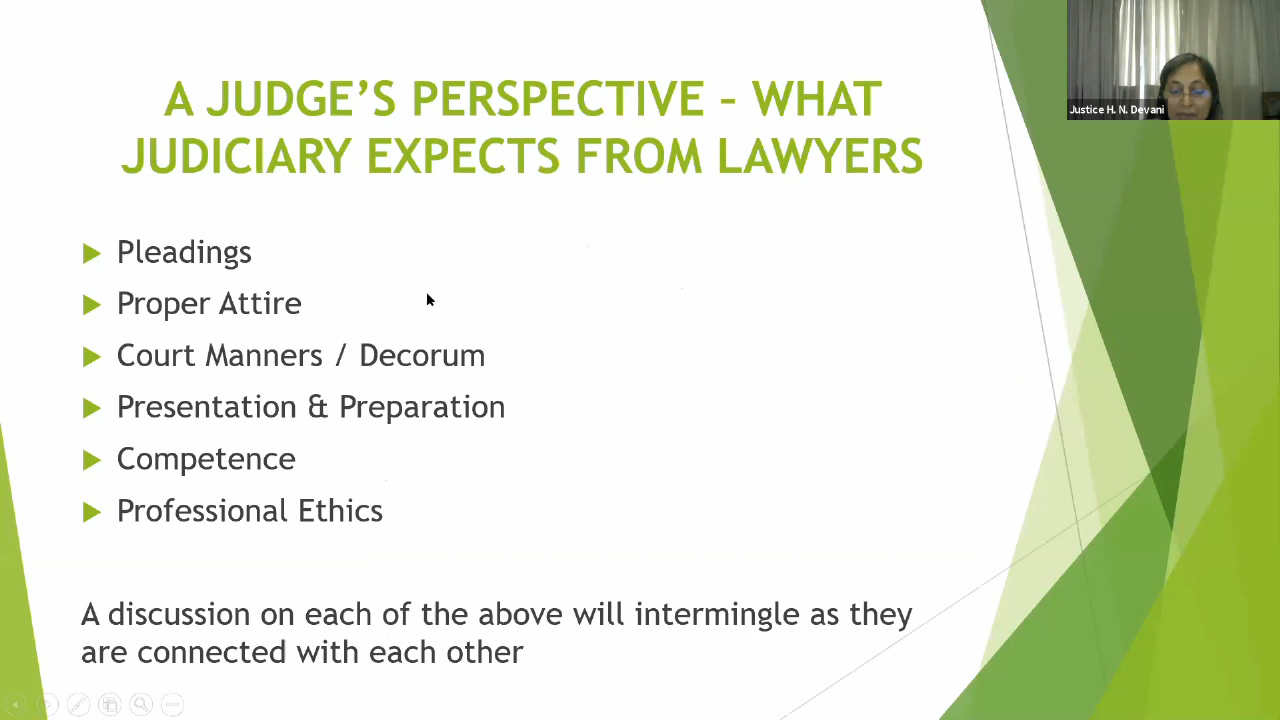 A JUDGE’S PERSPECTIVE – WHAT
JUDICIARY EXPECTS FROM LAWYERS
Pleadings
Proper Attire
Court Manners / Decorum
Presentation & Preparation
Competence
Professional Ethics
A discussion on each of the above will intermingle as they
are connected with each other
Justice H. N. Devani